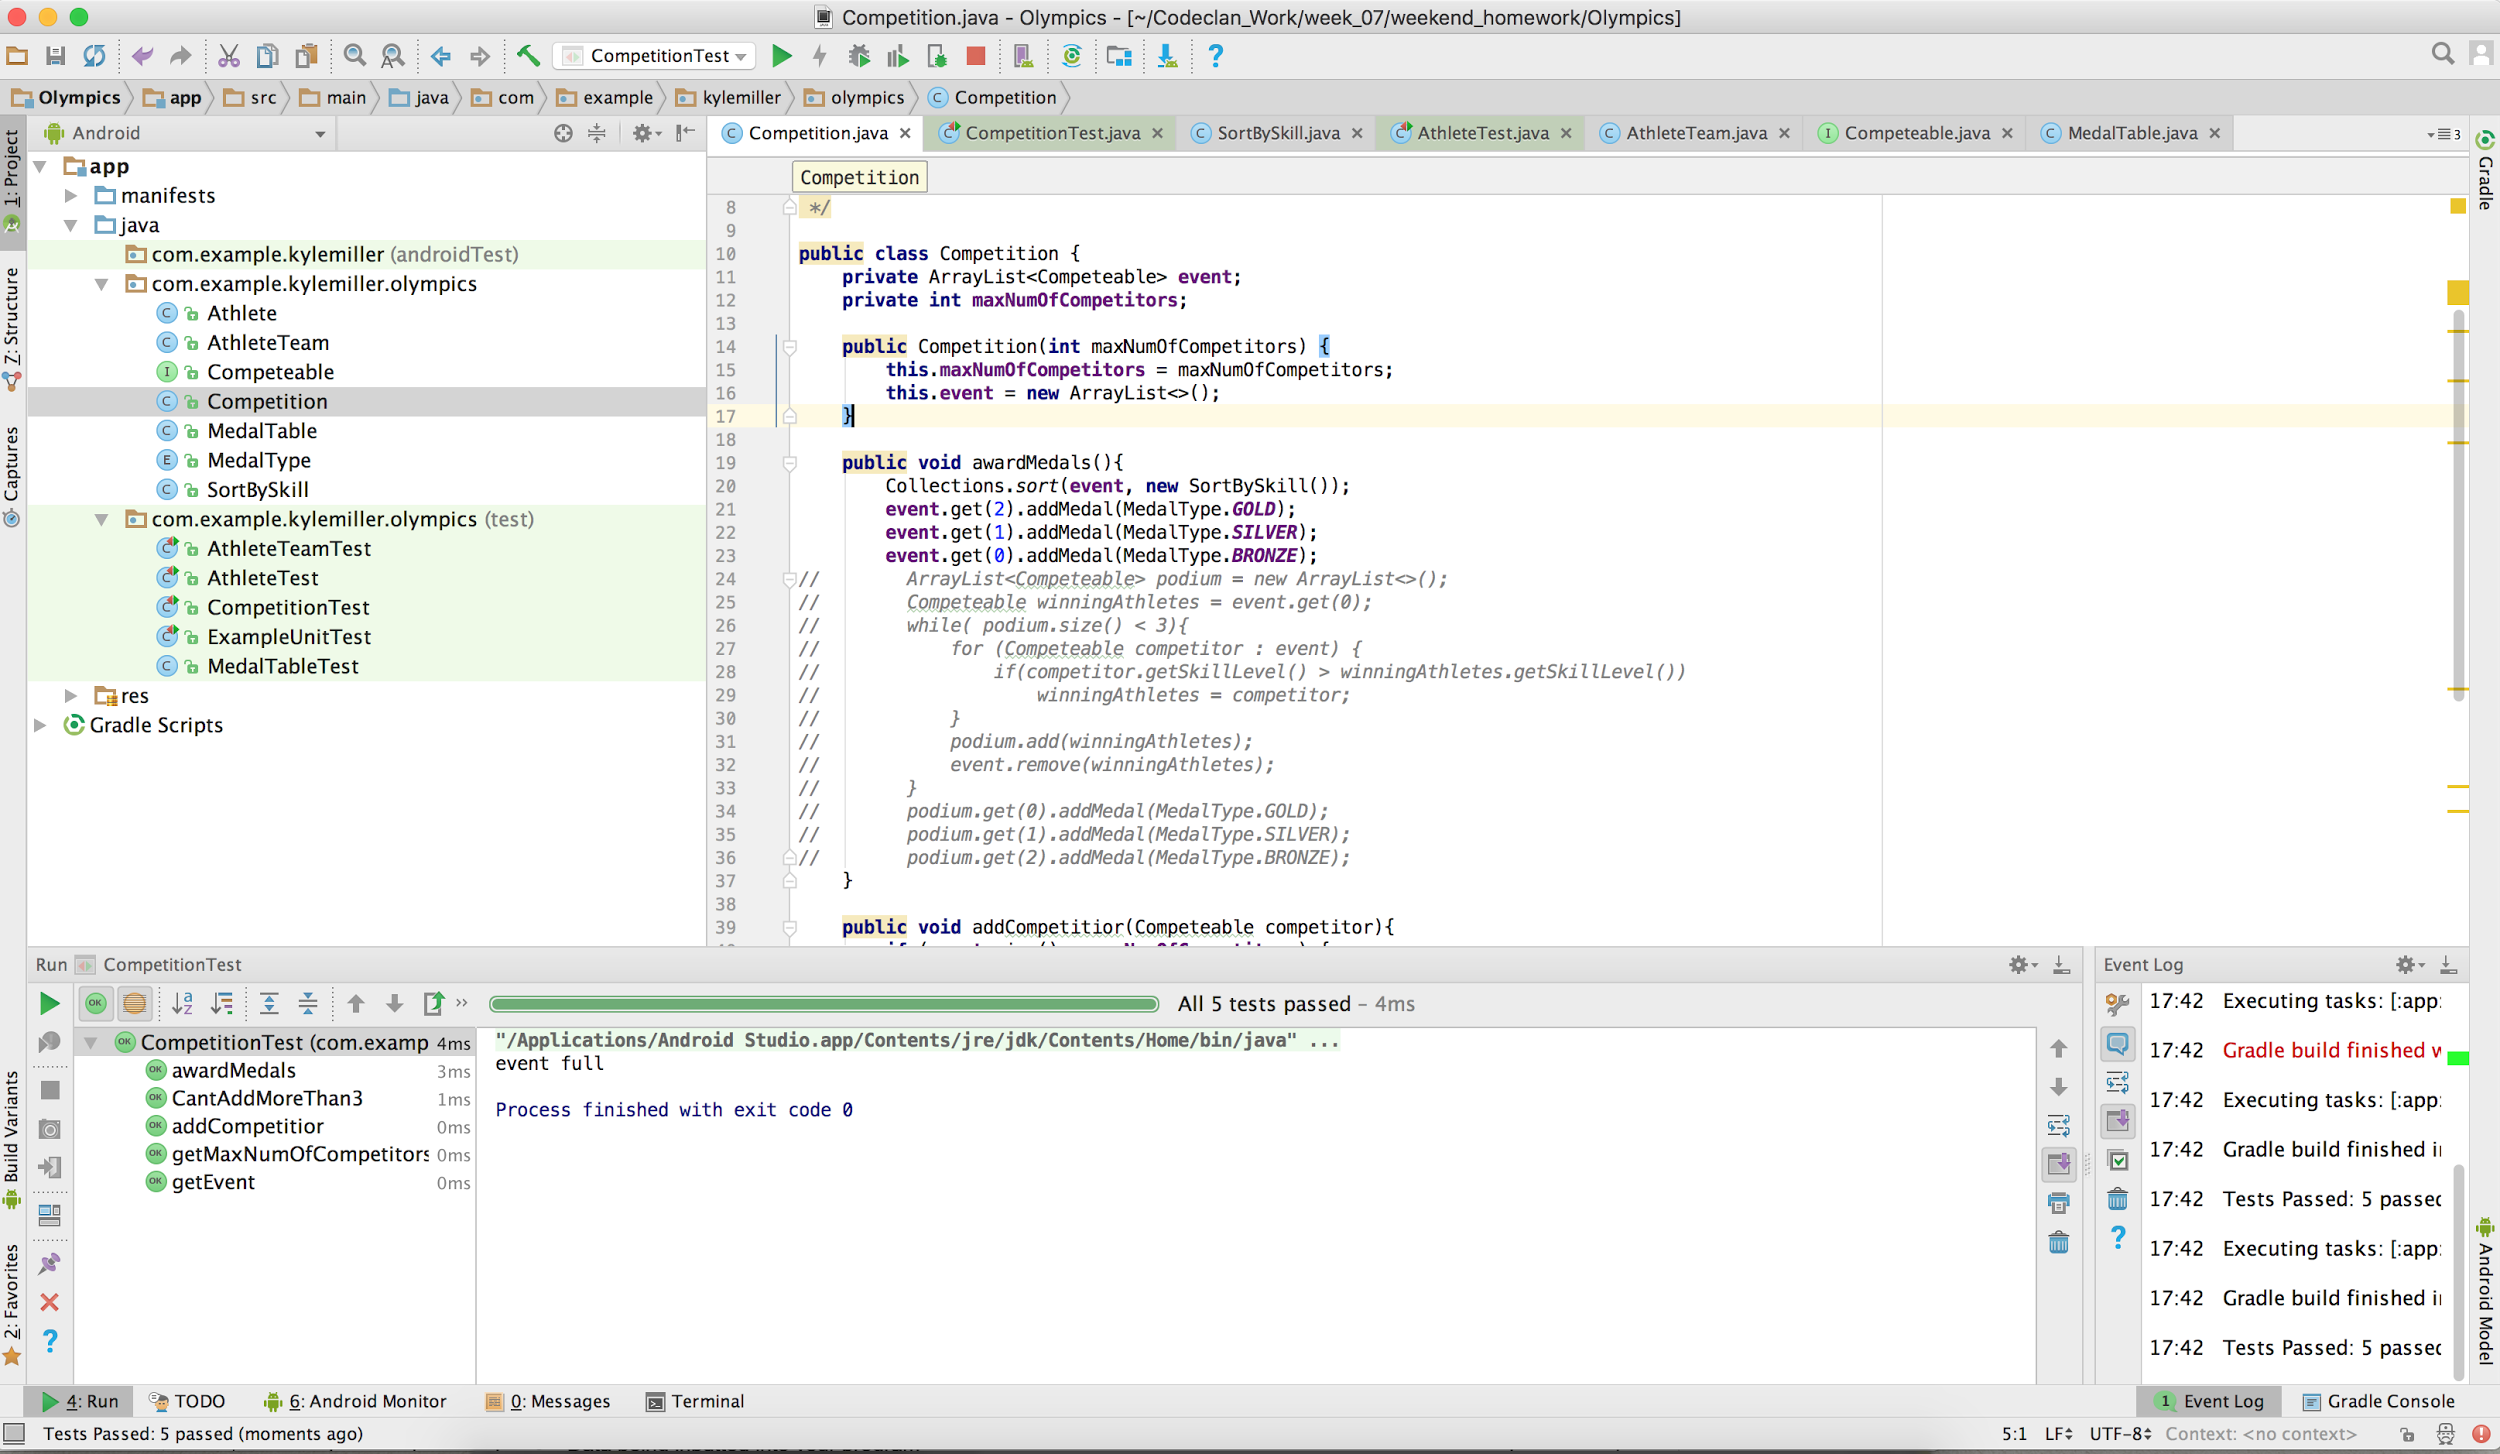 Competition.java - Olympics - [~/Codeclan_Work/week_07/weekend_homework/Olympics]
CompetitionTest
Olympics app src main java com example kylemiller olympics Competition
Android
Competition.java CompetitionTest.java SortBySkill.java AthleteTest.java AthleteTeam.java Competeable.java MedalTable.java 3
1: Project
Z: Structure
Captures
Build Variants
2: Favorites
app
manifests
java
com.example.kylemiller (androidTest)
com.example.kylemiller.olympics
Athlete
AthleteTeam
Competeable
Competition
MedalTable
MedalType
SortBySkill
com.example.kylemiller.olympics (test)
AthleteTeamTest
AthleteTest
CompetitionTest
ExampleUnitTest
MedalTableTest
res
Gradle Scripts
Competition
8 */
9
10 public class Competition {
11 private ArrayList<Competeable> event;
12 private int maxNumOfCompetitors;
13
14 public Competition(int maxNumOfCompetitors) {
15 this.maxNumOfCompetitors = maxNumOfCompetitors;
16 this.event = new ArrayList<>();
17 }
18
19 public void awardMedals(){
20 Collections.sort(event, new SortBySkill());
21 event.get(2).addMedal(MedalType.GOLD);
22 event.get(1).addMedal(MedalType.SILVER);
23 event.get(0).addMedal(MedalType.BRONZE);
24 // ArrayList<Competeable> podium = new ArrayList<>();
25 // Competeable winningAthletes = event.get(0);
26 // while( podium.size() < 3){
27 // for (Competeable competitor : event) {
28 // if(competitor.getSkillLevel() > winningAthletes.getSkillLevel())
29 // winningAthletes = competitor;
30 // }
31 // podium.add(winningAthletes);
32 // event.remove(winningAthletes);
33 // }
34 // podium.get(0).addMedal(MedalType.GOLD);
35 // podium.get(1).addMedal(MedalType.SILVER);
36 // podium.get(2).addMedal(MedalType.BRONZE);
37 }
38
39 public void addCompetitior(Competeable competitor){
Gradle
Android Model
Run CompetitionTest
All 5 tests passed – 4ms
CompetitionTest (com.examp 4ms
awardMedals 3ms
CantAddMoreThan3 1ms
addCompetitior 0ms
getMaxNumOfCompetitors 0ms
getEvent 0ms
"/Applications/Android Studio.app/Contents/jre/jdk/Contents/Home/bin/java" ...
event full
Process finished with exit code 0
Event Log
17:42 Executing tasks: [:app:
17:42 Gradle build finished
17:42 Executing tasks: [:app:
17:42 Gradle build finished
17:42 Tests Passed: 5 passed
17:42 Executing tasks: [:app:
17:42 Gradle build finished
17:42 Tests Passed: 5 passed
4: Run TODO 6: Android Monitor 0: Messages Terminal 1 Event Log Gradle Console
Tests Passed: 5 passed (moments ago) 5:1 LF UTF-8 Context: <no context>